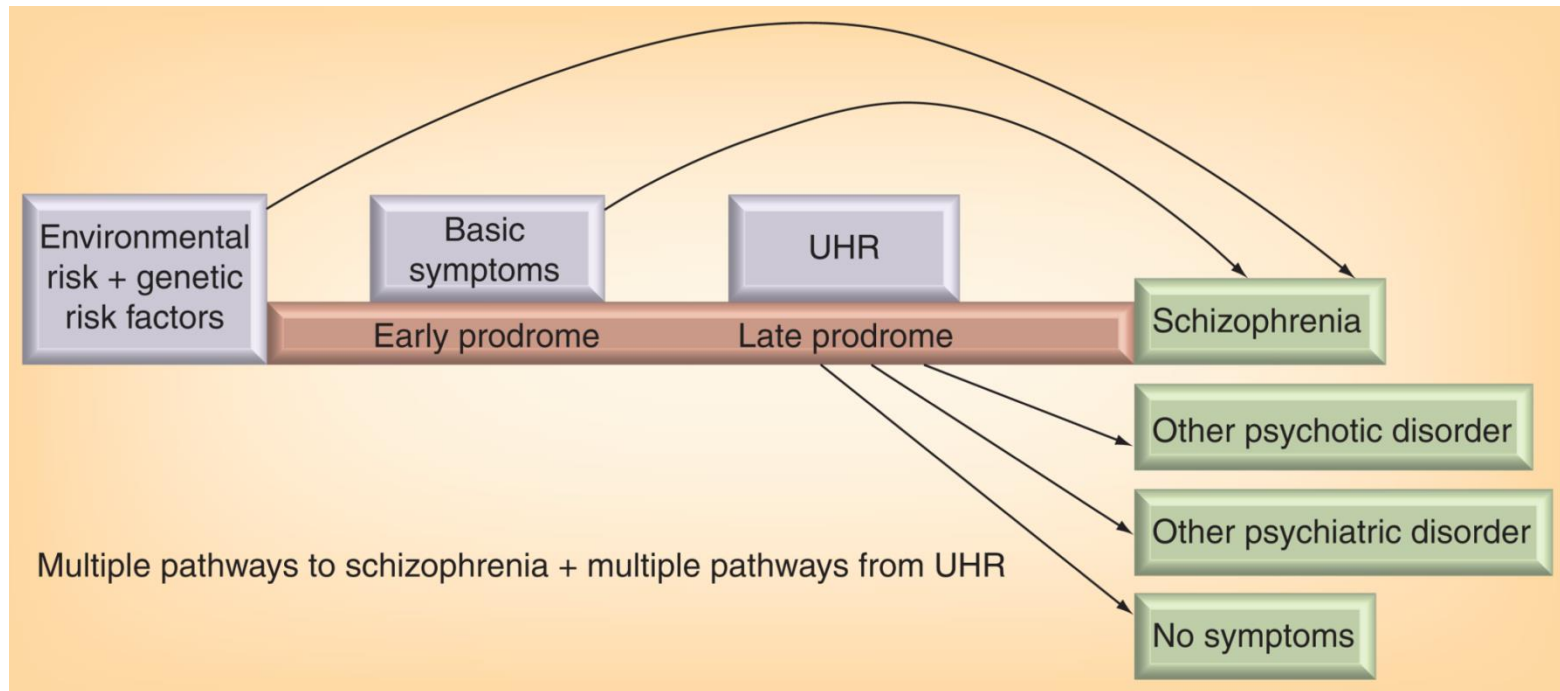 Environmental
risk + genetic
risk factors
Basic
symptoms
UHR
Early prodrome
Late prodrome
Schizophrenia
Other psychotic disorder
Other psychiatric disorder
No symptoms
Multiple pathways to schizophrenia + multiple pathways from UHR